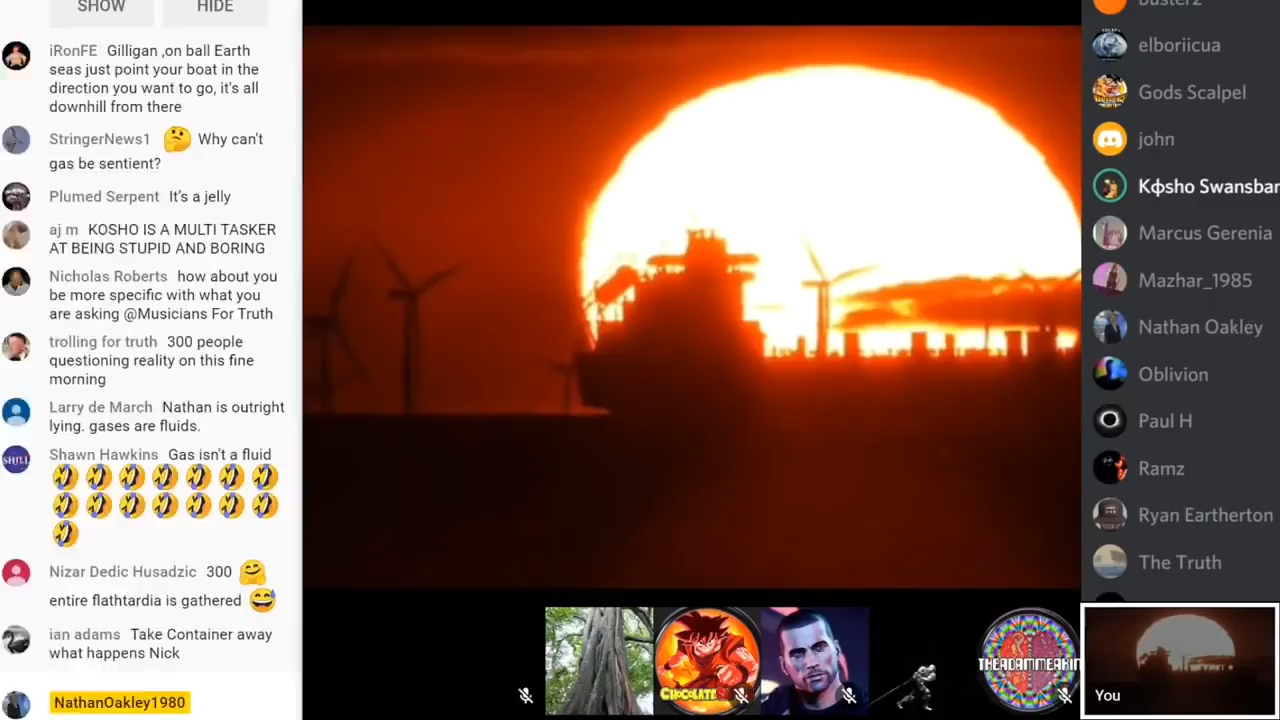 SHOW
HIDE
iRonFE Gilligan ,on ball Earth
seas just point your boat in the
direction you want to go, it's all
downhill from there
StringerNews1 🤔 Why can't
gas be sentient?
Plumed Serpent It's a jelly
aj m KOSHO IS A MULTI TASKER
AT BEING STUPID AND BORING
Nicholas Roberts how about you
be more specific with what you
are asking @Musicians For Truth
trolling for truth 300 people
questioning reality on this fine
morning
Larry de March Nathan is outright
lying. gases are fluids.
Shawn Hawkins Gas isn't a fluid
🤣🤣🤣🤣🤣🤣🤣
🤣🤣🤣🤣🤣🤣🤣
🤣
Nizar Dedic Husadzic 300 🤗
entire flathtardia is gathered 😅
ian adams Take Container away
what happens Nick
NathanOakley1980
elboriicua
Gods Scalpel
john
Kфsho Swansbar
Marcus Gerenia
Mazhar_1985
Nathan Oakley
Oblivion
Paul H
Ramz
Ryan Eartherton
The Truth
CHOCOLATE
THEADAMMEAKIN
You